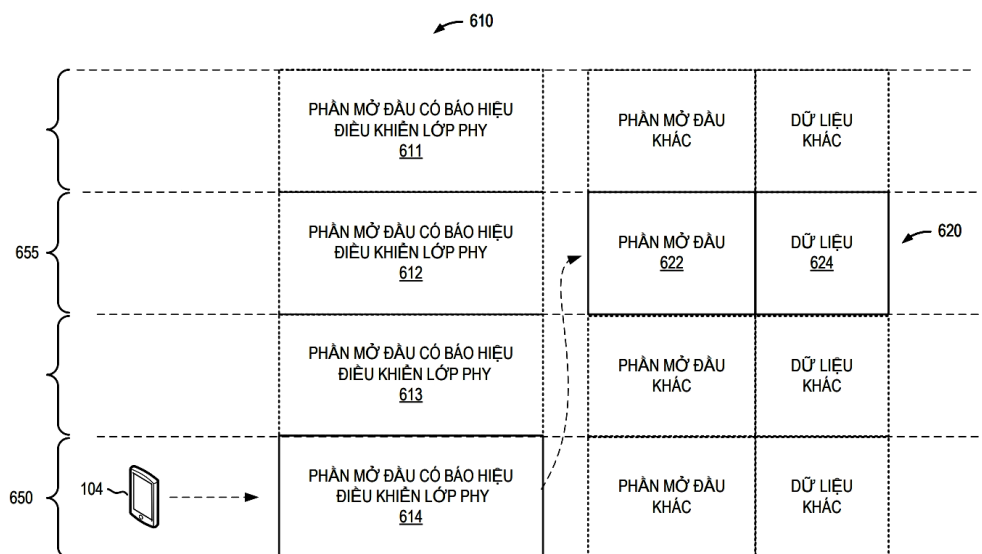 610
PHẦN MỞ ĐẦU CÓ BÁO HIỆU
ĐIỀU KHIỂN LỚP PHY
611
PHẦN MỞ ĐẦU
KHÁC
DỮ LIỆU
KHÁC
655
PHẦN MỞ ĐẦU CÓ BÁO HIỆU
ĐIỀU KHIỂN LỚP PHY
612
PHẦN MỞ ĐẦU
622
DỮ LIỆU
624
620
PHẦN MỞ ĐẦU CÓ BÁO HIỆU
ĐIỀU KHIỂN LỚP PHY
613
PHẦN MỞ ĐẦU
KHÁC
DỮ LIỆU
KHÁC
650
104
PHẦN MỞ ĐẦU CÓ BÁO HIỆU
ĐIỀU KHIỂN LỚP PHY
614
PHẦN MỞ ĐẦU
KHÁC
DỮ LIỆU
KHÁC